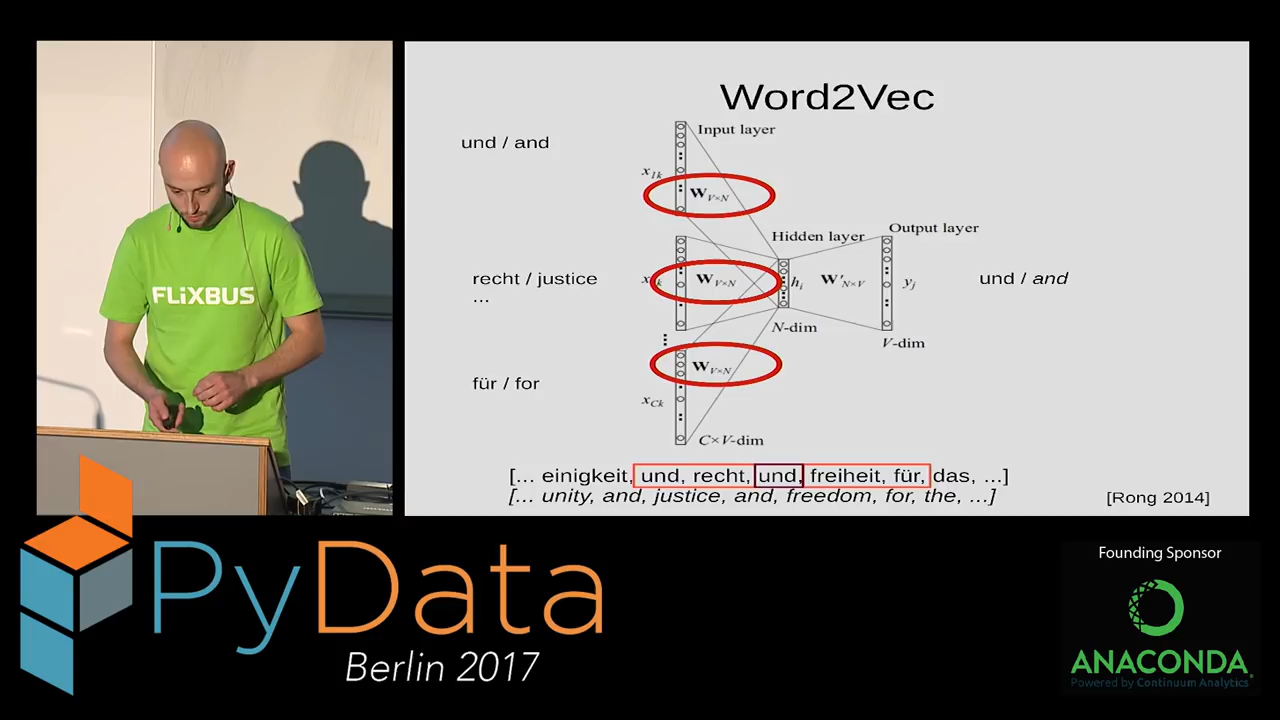 FLiXBUS
Word2Vec
und / and
Input layer
x1k
WV×N
Hidden layer
Output layer
recht / justice
...
WV×N
hi
W'N×V
yj
und / and
N-dim
V-dim
WV×N
für / for
xCk
C×V-dim
[... einigkeit, und, recht, und, freiheit, für, das, ...]
[... unity, and, justice, and, freedom, for, the, ...]
[Rong 2014]
PyData
Berlin 2017
Founding Sponsor
ANACONDA
Powered by Continuum Analytics